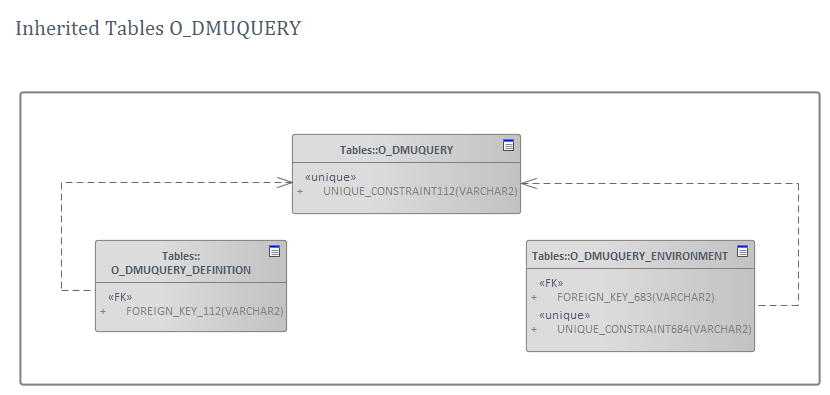 Inherited Tables O_DMUQUERY
Tables::O_DMUQUERY
«unique»
+ UNIQUE_CONSTRAINT112(VARCHAR2)
Tables::
O_DMUQUERY_DEFINITION
«FK»
+ FOREIGN_KEY_112(VARCHAR2)
Tables::O_DMUQUERY_ENVIRONMENT
«FK»
+ FOREIGN_KEY_683(VARCHAR2)
«unique»
+ UNIQUE_CONSTRAINT684(VARCHAR2)